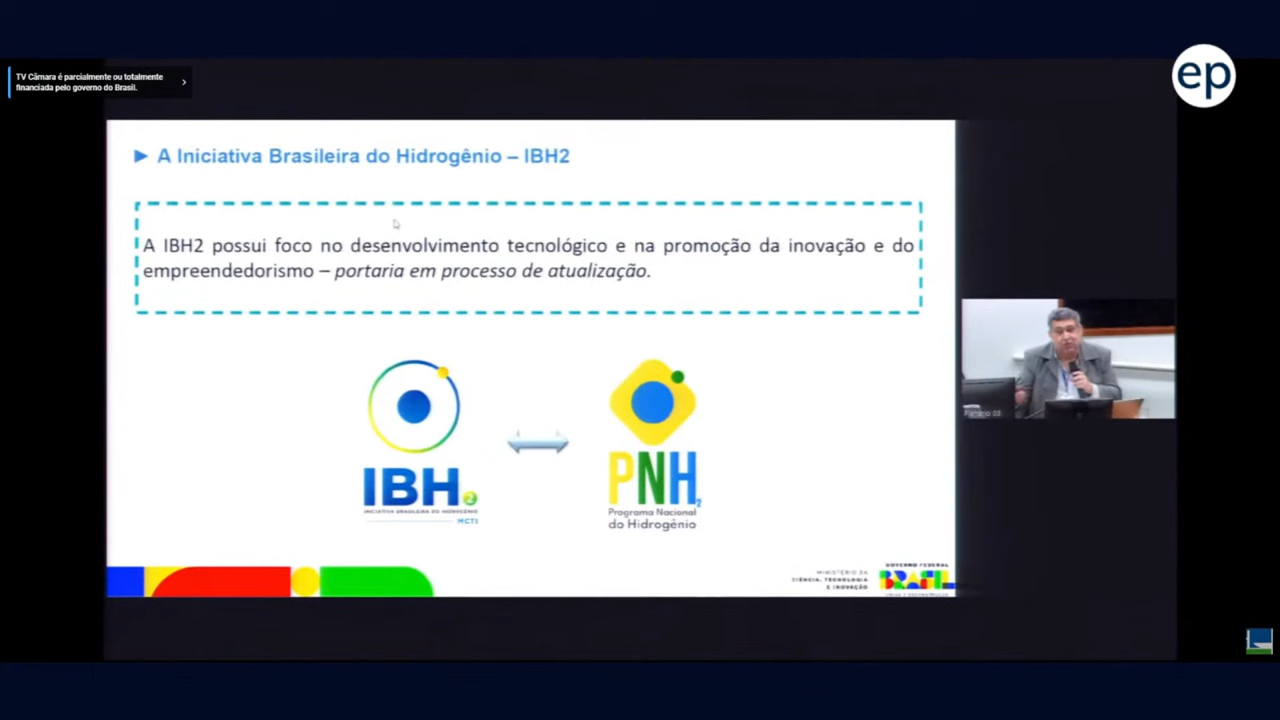 TV Câmara é parcialmente ou totalmente
financiada pelo governo do Brasil.
ep
► A Iniciativa Brasileira do Hidrogênio – IBH2
A IBH2 possui foco no desenvolvimento tecnológico e na promoção da inovação e do
empreendedorismo – portaria em processo de atualização.
IBH2
INICIATIVA BRASILEIRA DO HIDROGÊNIO
MCTI
PNH2
Programa Nacional
do Hidrogênio
MINISTÉRIO DA
CIÊNCIA, TECNOLOGIA
E INOVAÇÃO
GOVERNO FEDERAL
BRASIL
UNIÃO E RECONSTRUÇÃO